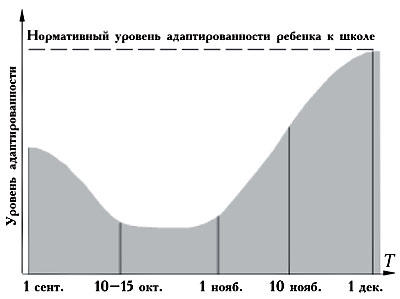 Нормативный уровень адаптированности ребенка к школе
Уровень адаптированности
T
1 сент.
10–15 окт.
1 нояб.
10 нояб.
1 дек.